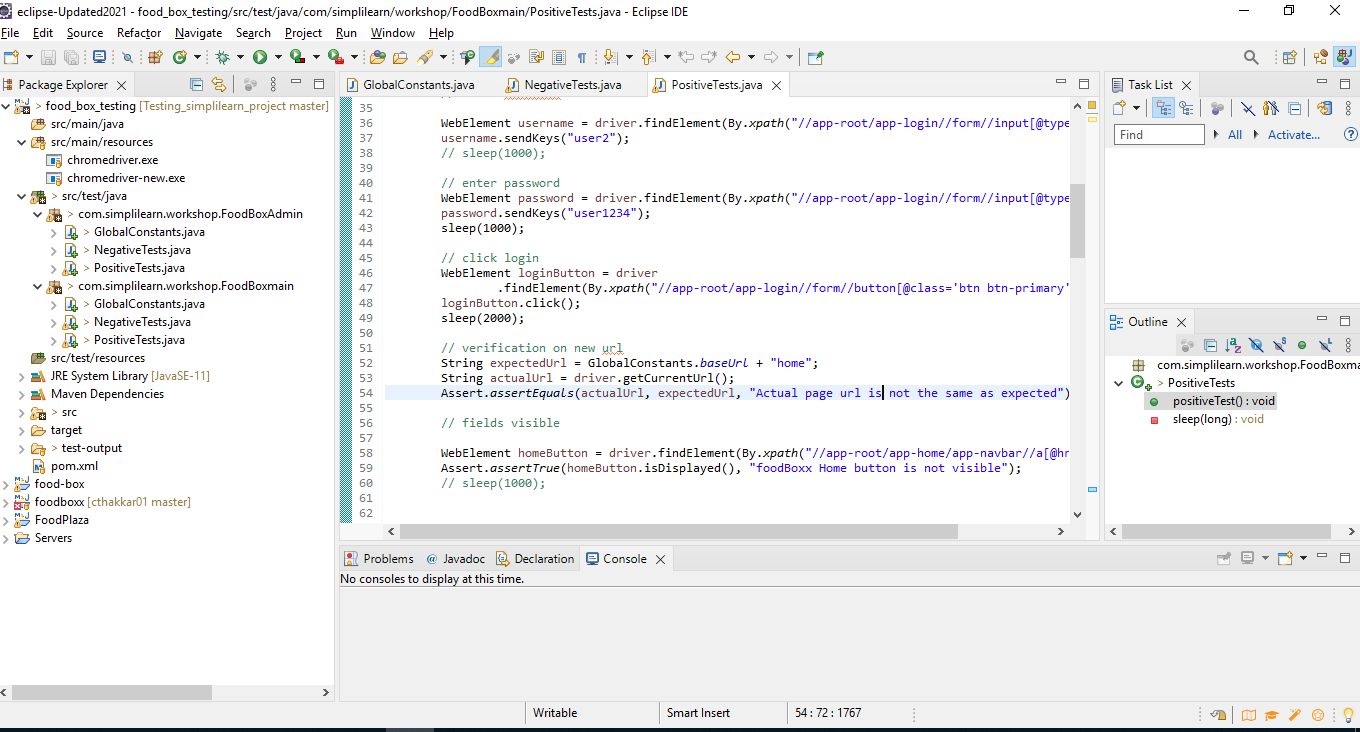 eclipse-Updated2021 - food_box_testing/src/test/java/com/simplilearn/workshop/FoodBoxmain/PositiveTests.java - Eclipse IDE
File Edit Source Refactor Navigate Search Project Run Window Help
Package Explorer
> food_box_testing [Testing_simplilearn_project master]
src/main/java
src/main/resources
chromedriver.exe
chromedriver-new.exe
> src/test/java
> com.simplilearn.workshop.FoodBoxAdmin
> GlobalConstants.java
> NegativeTests.java
> PositiveTests.java
> com.simplilearn.workshop.FoodBoxmain
> GlobalConstants.java
> NegativeTests.java
> PositiveTests.java
src/test/resources
JRE System Library [JavaSE-11]
Maven Dependencies
> src
target
> test-output
pom.xml
food-box
foodboxx [cthakkar01 master]
FoodPlaza
Servers
GlobalConstants.java NegativeTests.java PositiveTests.java
35
36 WebElement username = driver.findElement(By.xpath("//app-root/app-login//form//input[@type
37 username.sendKeys("user2");
38 // sleep(1000);
39
40 // enter password
41 WebElement password = driver.findElement(By.xpath("//app-root/app-login//form//input[@type
42 password.sendKeys("user1234");
43 sleep(1000);
44
45 // click login
46 WebElement loginButton = driver
47 .findElement(By.xpath("//app-root/app-login//form//button[@class='btn btn-primary'
48 loginButton.click();
49 sleep(2000);
50
51 // verification on new url
52 String expectedUrl = GlobalConstants.baseUrl + "home";
53 String actualUrl = driver.getCurrentUrl();
54 Assert.assertEquals(actualUrl, expectedUrl, "Actual page url is not the same as expected")
55
56 // fields visible
57
58 WebElement homeButton = driver.findElement(By.xpath("//app-root/app-home/app-navbar//a[@hr
59 Assert.assertTrue(homeButton.isDisplayed(), "foodBoxx Home button is not visible");
60 // sleep(1000);
61
62
Task List
Find All Activate...
Outline
com.simplilearn.workshop.FoodBoxma
> PositiveTests
positiveTest() : void
sleep(long) : void
Problems @ Javadoc Declaration Console
No consoles to display at this time.
Writable Smart Insert 54 : 72 : 1767